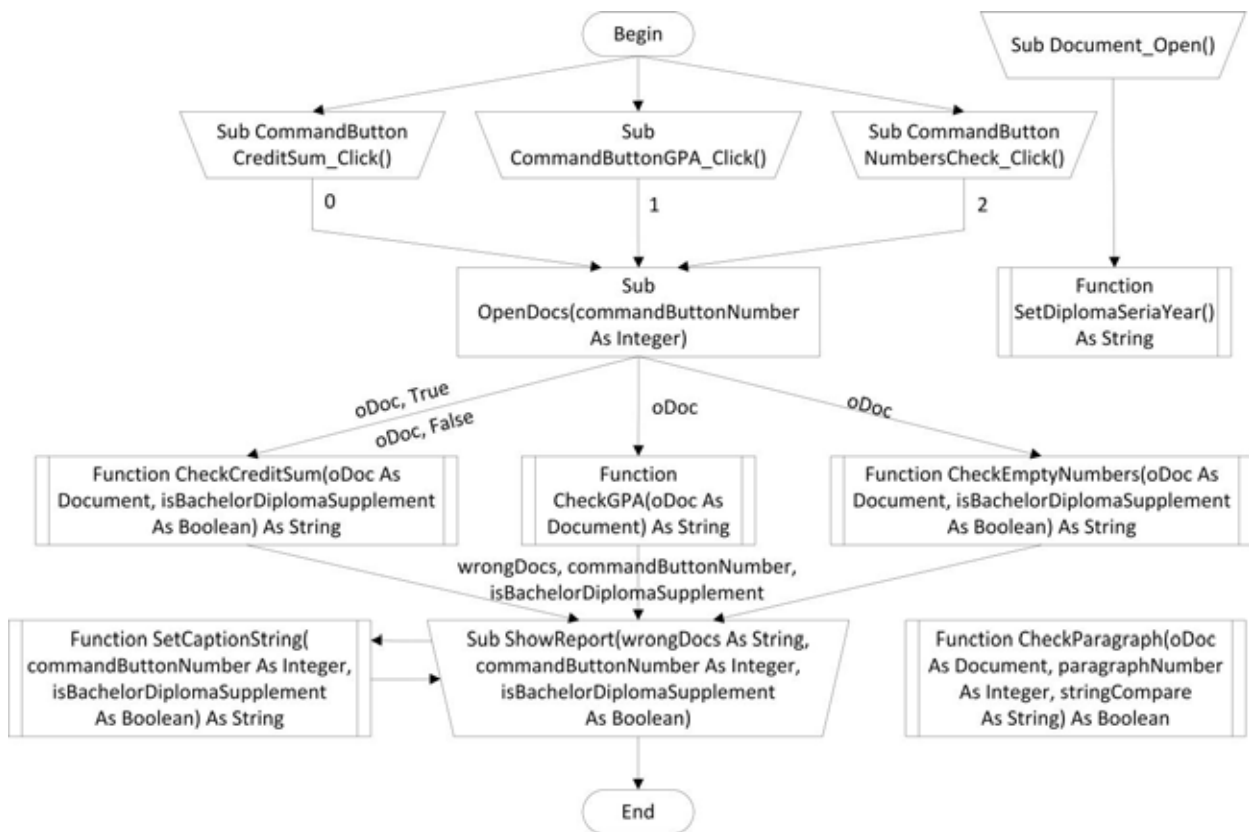 Begin
Sub Document_Open()
Sub CommandButton
CreditSum_Click()
Sub
CommandButtonGPA_Click()
Sub CommandButton
NumbersCheck_Click()
0
1
2
Sub
OpenDocs(commandButtonNumber
As Integer)
Function
SetDiplomaSeriaYear()
As String
oDoc, True
oDoc, False
oDoc
oDoc
Function CheckCreditSum(oDoc As
Document, isBachelorDiplomaSupplement
As Boolean) As String
Function
CheckGPA(oDoc As
Document) As String
Function CheckEmptyNumbers(oDoc As
Document, isBachelorDiplomaSupplement
As Boolean) As String
wrongDocs, commandButtonNumber,
isBachelorDiplomaSupplement
Function SetCaptionString(
commandButtonNumber As Integer,
isBachelorDiplomaSupplement
As Boolean) As String
Sub ShowReport(wrongDocs As String,
commandButtonNumber As Integer,
isBachelorDiplomaSupplement
As Boolean)
Function CheckParagraph(oDoc
As Document, paragraphNumber
As Integer, stringCompare
As String) As Boolean
End